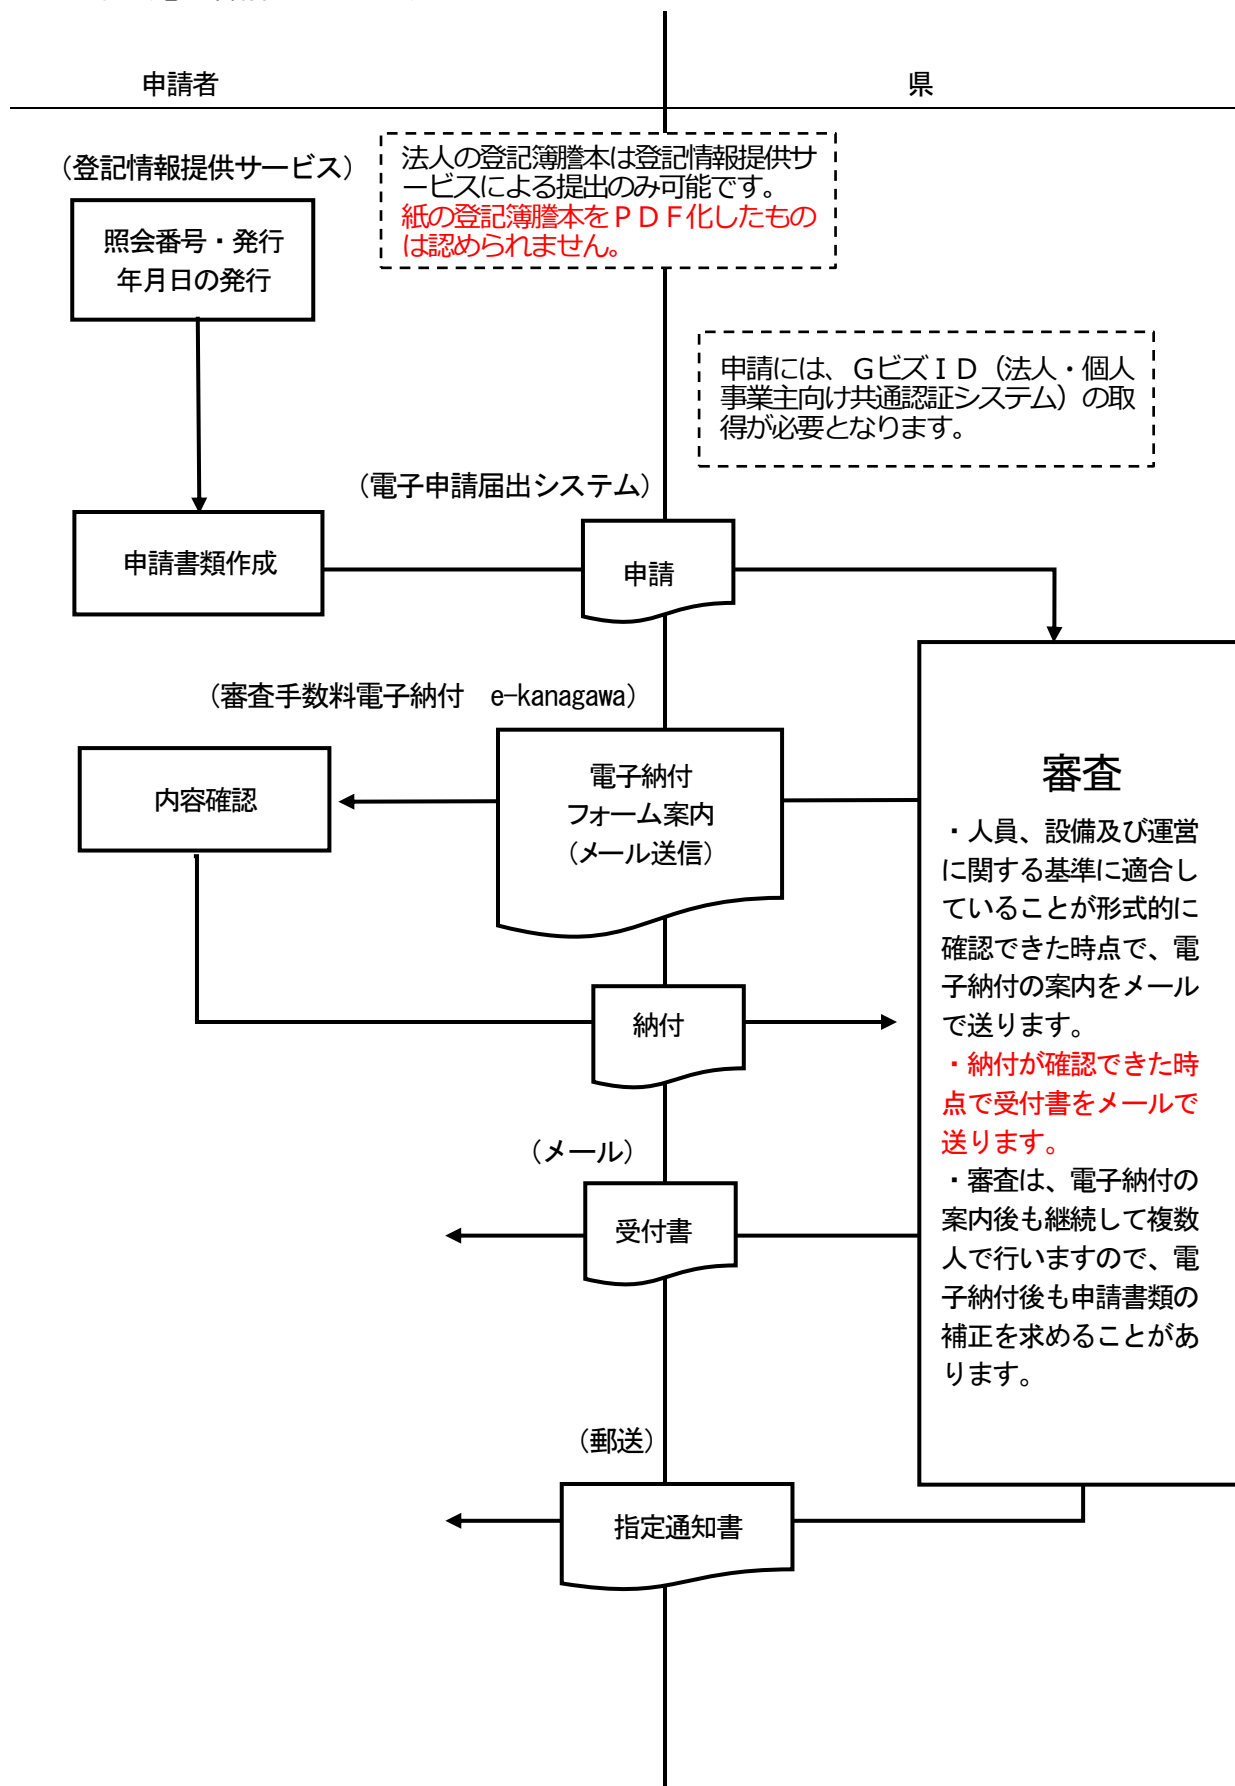 申請者
県
（登記情報提供サービス）
法人の登記簿謄本は登記情報提供サ
ービスによる提出のみ可能です。
紙の登記簿謄本をＰＤＦ化したもの
は認められません。
照会番号・発行
年月日の発行
申請には、ＧビズＩＤ（法人・個人
事業主向け共通認証システム）の取
得が必要となります。
（電子申請届出システム）
申請書類作成
申請
（審査手数料電子納付　e-kanagawa）
電子納付
フォーム案内
（メール送信）
内容確認
審査
・人員、設備及び運営
に関する基準に適合し
ていることが形式的に
確認できた時点で、電
子納付の案内をメール
で送ります。
・納付が確認できた時
点で受付書をメールで
送ります。
・審査は、電子納付の
案内後も継続して複数
人で行いますので、電
子納付後も申請書類の
補正を求めることがあ
ります。
納付
（メール）
受付書
（郵送）
指定通知書